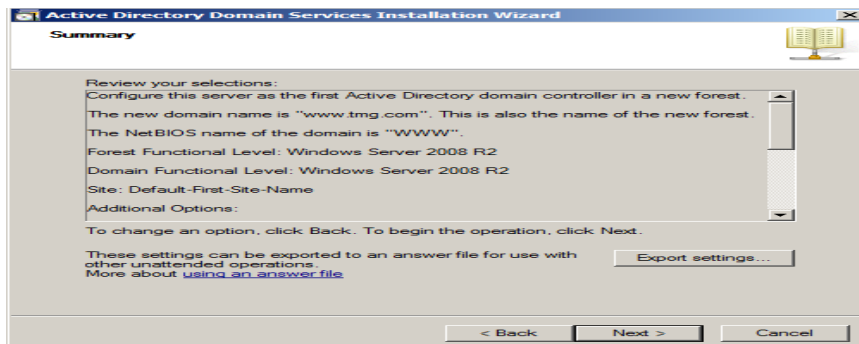 Active Directory Domain Services Installation Wizard
Summary
Review your selections:
Configure this server as the first Active Directory domain controller in a new forest.
The new domain name is "www.tmg.com". This is also the name of the new forest.
The NetBIOS name of the domain is "WWW".
Forest Functional Level: Windows Server 2008 R2
Domain Functional Level: Windows Server 2008 R2
Site: Default-First-Site-Name
Additional Options:
To change an option, click Back. To begin the operation, click Next.
These settings can be exported to an answer file for use with
other unattended operations.
More about using an answer file
Export settings...
< Back
Next >
Cancel